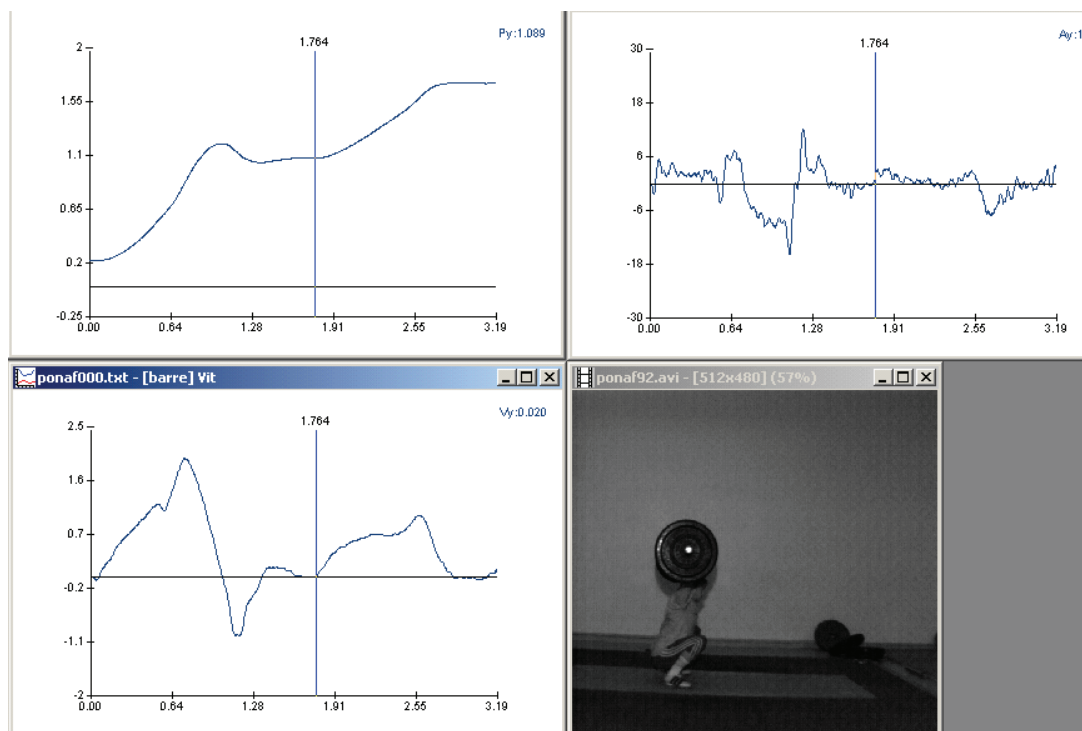 Py:1.089
1.764
2
1.55
1.1
0.65
0.2
-0.25
0.00 0.64 1.28 1.91 2.55 3.19
Ay:1
1.764
30
18
6
-6
-18
-30
0.00 0.64 1.28 1.91 2.55 3.19
ponaf000.txt - [barre] Vit
Vy:0.020
1.764
2.5
1.6
0.7
-0.2
-1.1
-2
0.00 0.64 1.28 1.91 2.55 3.19
ponaf92.avi - [512x480] (57%)